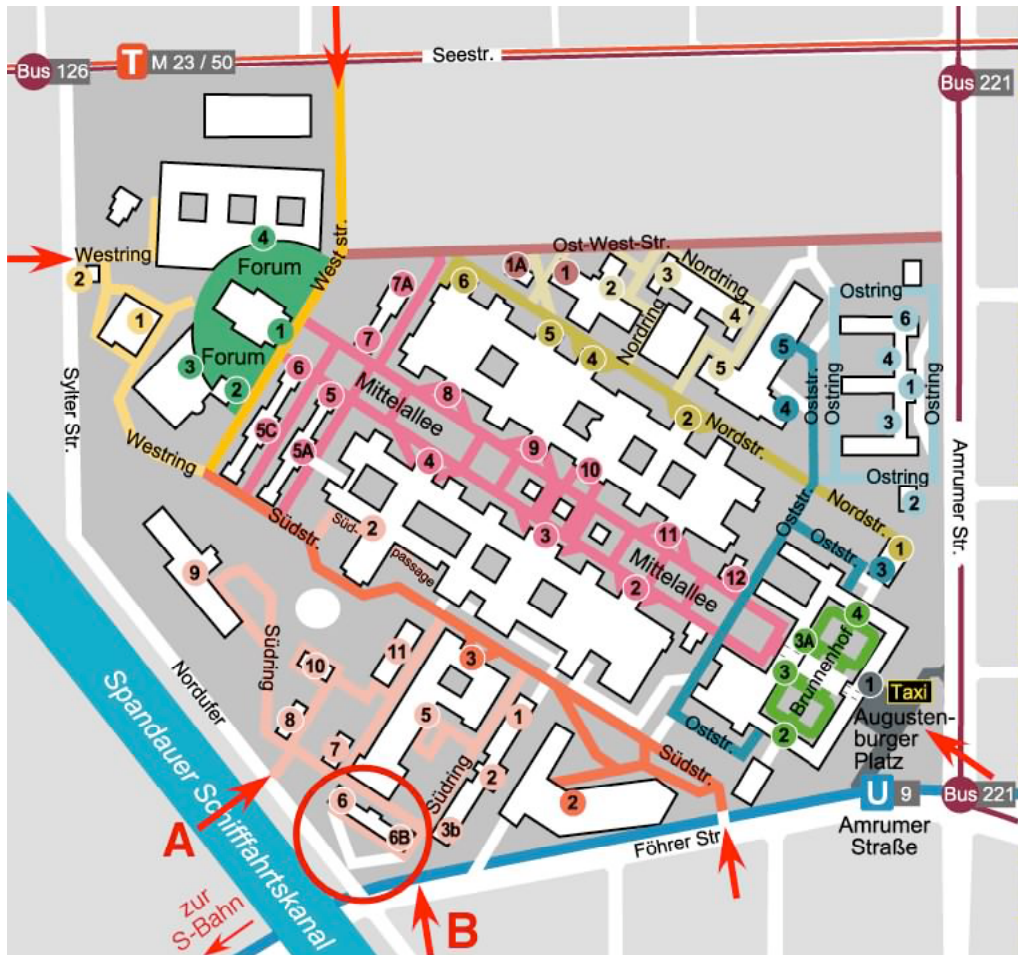 Bus 126
T M 23 / 50
Seestr.
Bus 221
Westring
2
1
4
Forum
West str.
1
Forum
3
2
Westring
Sylter Str.
Ost-West-Str.
1A
1
2
3
Nordring
4
Nordring
5
6
5
4
2
Nordstr.
Nordstr.
1
Ostring
6
4
1
3
Ostring
Ostring
Ostring
2
5
4
Oststr.
Oststr.
Oststr.
3
Oststr.
Amrumer Str.
7A
7
6
5
5C
5A
Mittelallee
8
4
9
10
3
11
2
Mittelallee
12
3A
4
3
Brunnenhof
2
1
Taxi
Augusten-
burger
Platz
U 9
Bus 221
Amrumer
Straße
Südstr.
Süd-
2
passage
9
Südring
10
11
8
7
3
5
1
Südring
2
3b
6
6B
2
Südstr.
Föhrer Str.
Nordufer
Spandauer Schifffahrtskanal
A
B
zur
S-Bahn